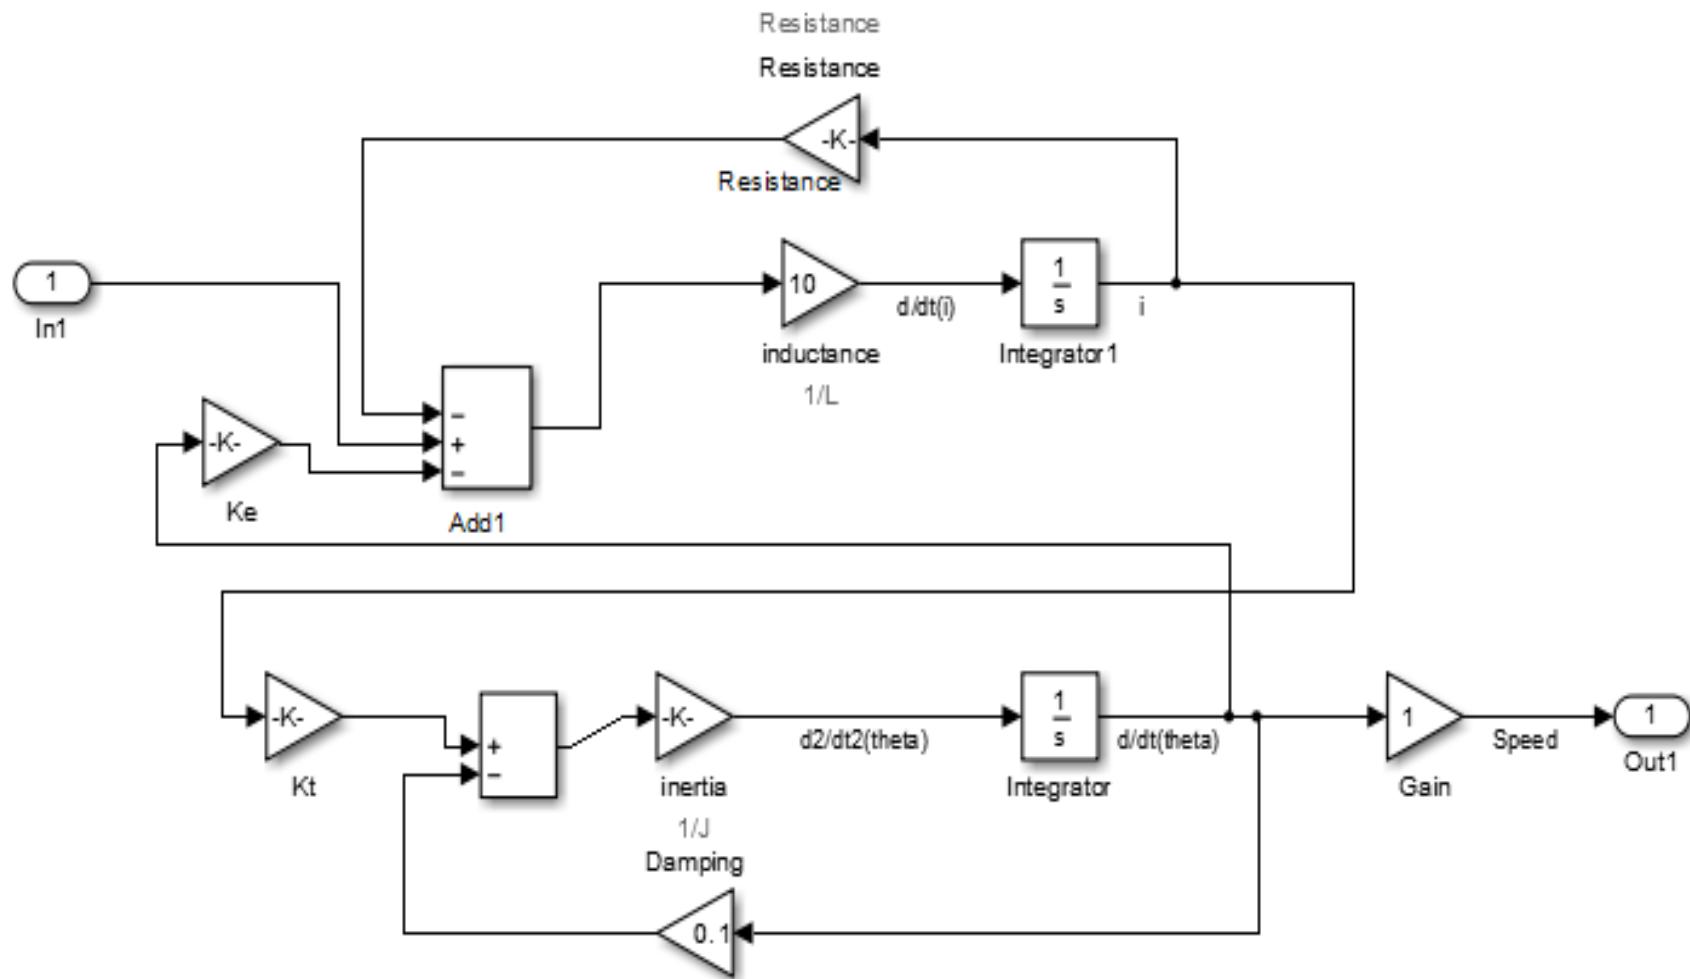 Resistance
Resistance
-K-
Resistance
1
In1
10
d/dt(i)
1
s
i
inductance
1/L
Integrator1
-K-
Ke
−
+
−
Add1
-K-
Kt
+
−
-K-
d2/dt2(theta)
1
s
d/dt(theta)
1
Speed
1
inertia
1/J
Integrator
Gain
Out1
Damping
0.1